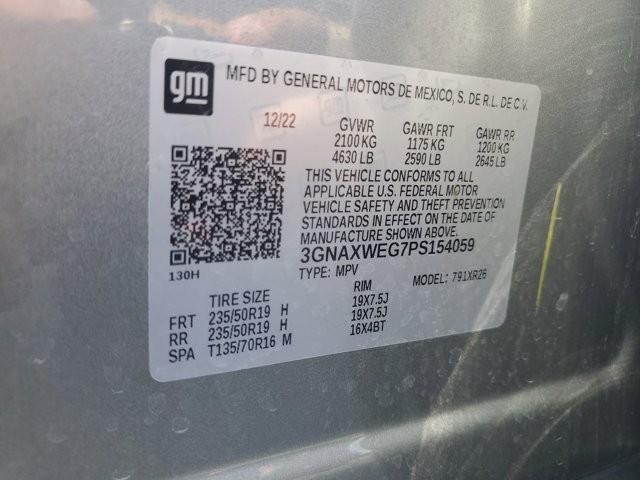 gm
MFD BY GENERAL MOTORS DE MEXICO, S. DE R.L. DE C.V.
12/22 GVWR GAWR FRT GAWR RR
2100 KG 1175 KG 1200 KG
4630 LB 2590 LB 2645 LB
THIS VEHICLE CONFORMS TO ALL
APPLICABLE U.S. FEDERAL MOTOR
VEHICLE SAFETY AND THEFT PREVENTION
STANDARDS IN EFFECT ON THE DATE OF
MANUFACTURE SHOWN ABOVE.
3GNAXWEG7PS154059
130H TYPE: MPV MODEL: 791XR26
TIRE SIZE RIM
FRT 235/50R19 H 19X7.5J
RR 235/50R19 H 19X7.5J
SPA T135/70R16 M 16X4BT